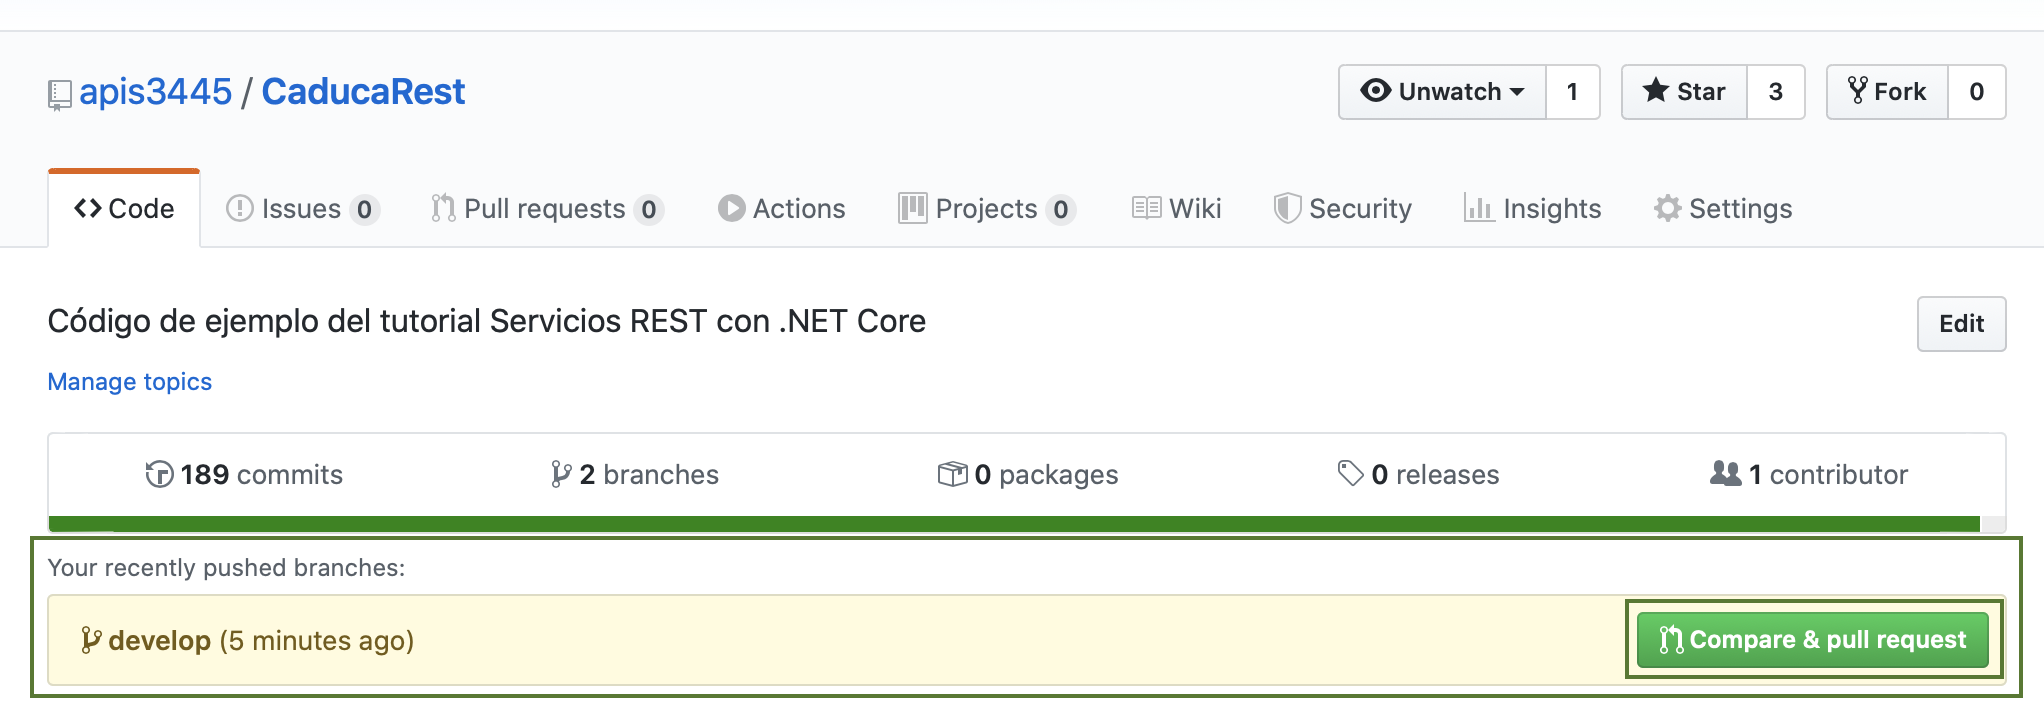 apis3445 / CaducaRest
Unwatch 1 Star 3 Fork 0
Code Issues 0 Pull requests 0 Actions Projects 0 Wiki Security Insights Settings
Código de ejemplo del tutorial Servicios REST con .NET Core
Edit
Manage topics
189 commits 2 branches 0 packages 0 releases 1 contributor
Your recently pushed branches:
develop (5 minutes ago)
Compare & pull request